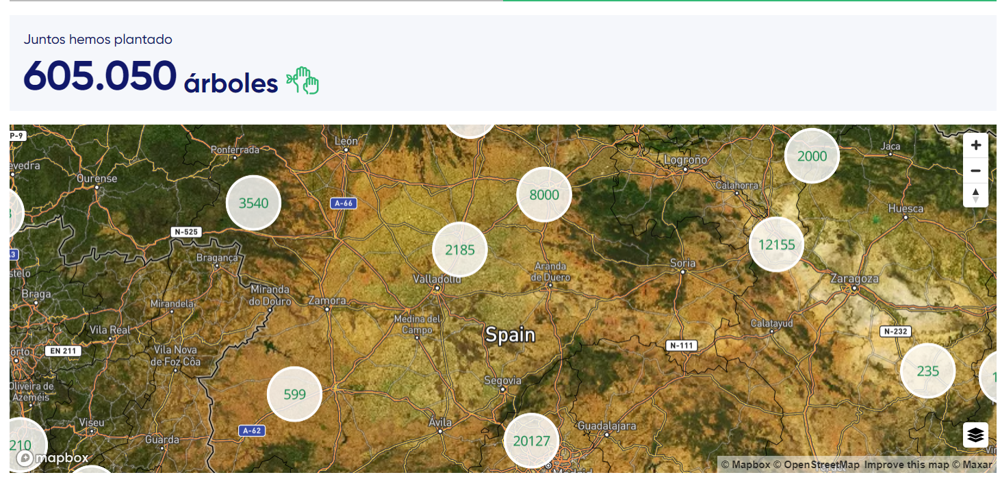 Juntos hemos plantado
605.050 árboles
P-9
León
Ponferrada
2000
Jaca
Logroño
evedra
Ourense
Calahorra
8000
3540
A-66
Huesca
N-525
12155
2185
Bragança
Soria
Aranda
de Duero
stelo
Valladolid
Zaragoza
Braga
Miranda
do Douro
Zamora
Mirandela
Medina del
Campo
Calatayud
Vila Real
Spain
N-232
N-111
orto
EN 211
Vila Nova
de Foz Côa
235
Segovia
Oliveira de
Azeméis
599
Viseu
Ávila
Guadalajara
A-62
Guarda
210
20127
mapbox
Madrid
Teruel
© Mapbox © OpenStreetMap Improve this map © Maxar